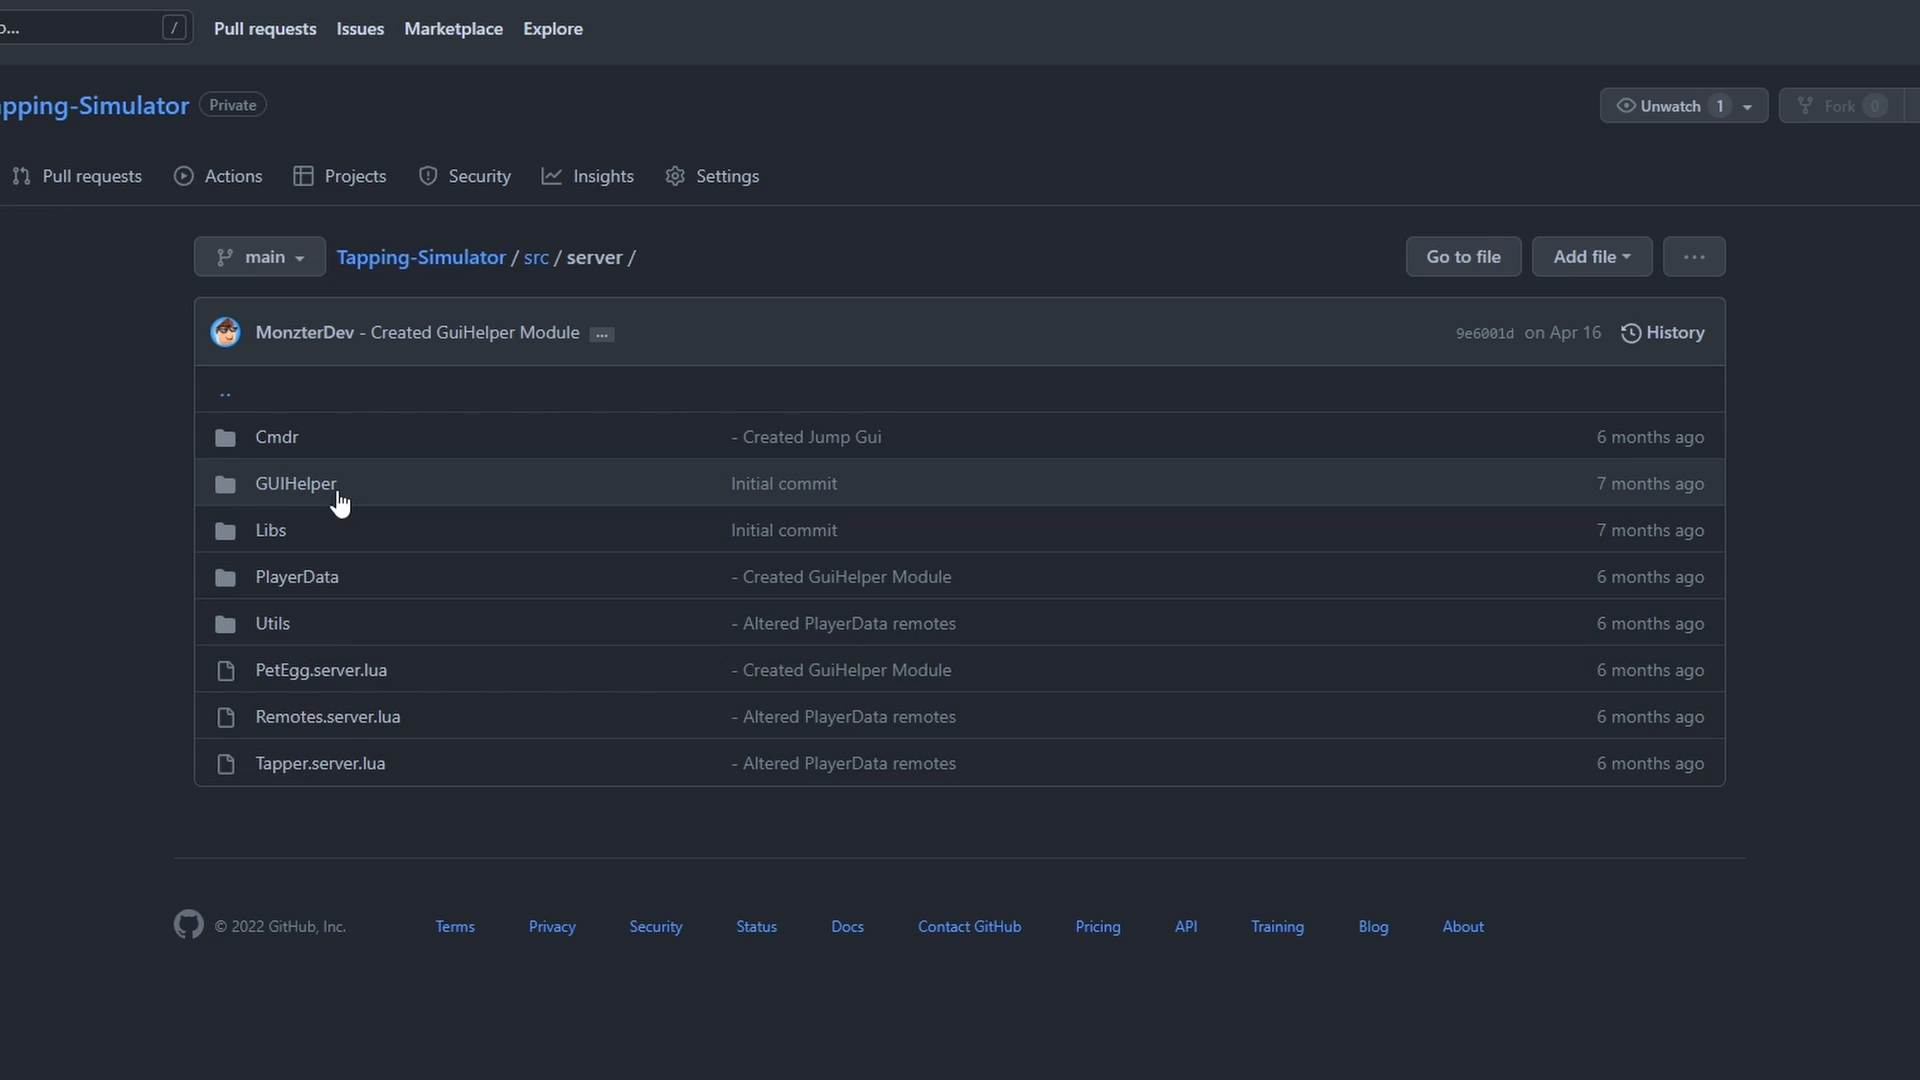 / Pull requests Issues Marketplace Explore
pping-Simulator Private Unwatch 1 Fork 0
Pull requests Actions Projects Security Insights Settings
main Tapping-Simulator / src / server / Go to file Add file ...
MonzterDev - Created GuiHelper Module ... 9e6001d on Apr 16 History
..
Cmdr - Created Jump Gui 6 months ago
GUIHelper Initial commit 7 months ago
Libs Initial commit 7 months ago
PlayerData - Created GuiHelper Module 6 months ago
Utils - Altered PlayerData remotes 6 months ago
PetEgg.server.lua - Created GuiHelper Module 6 months ago
Remotes.server.lua - Altered PlayerData remotes 6 months ago
Tapper.server.lua - Altered PlayerData remotes 6 months ago
© 2022 GitHub, Inc. Terms Privacy Security Status Docs Contact GitHub Pricing API Training Blog About